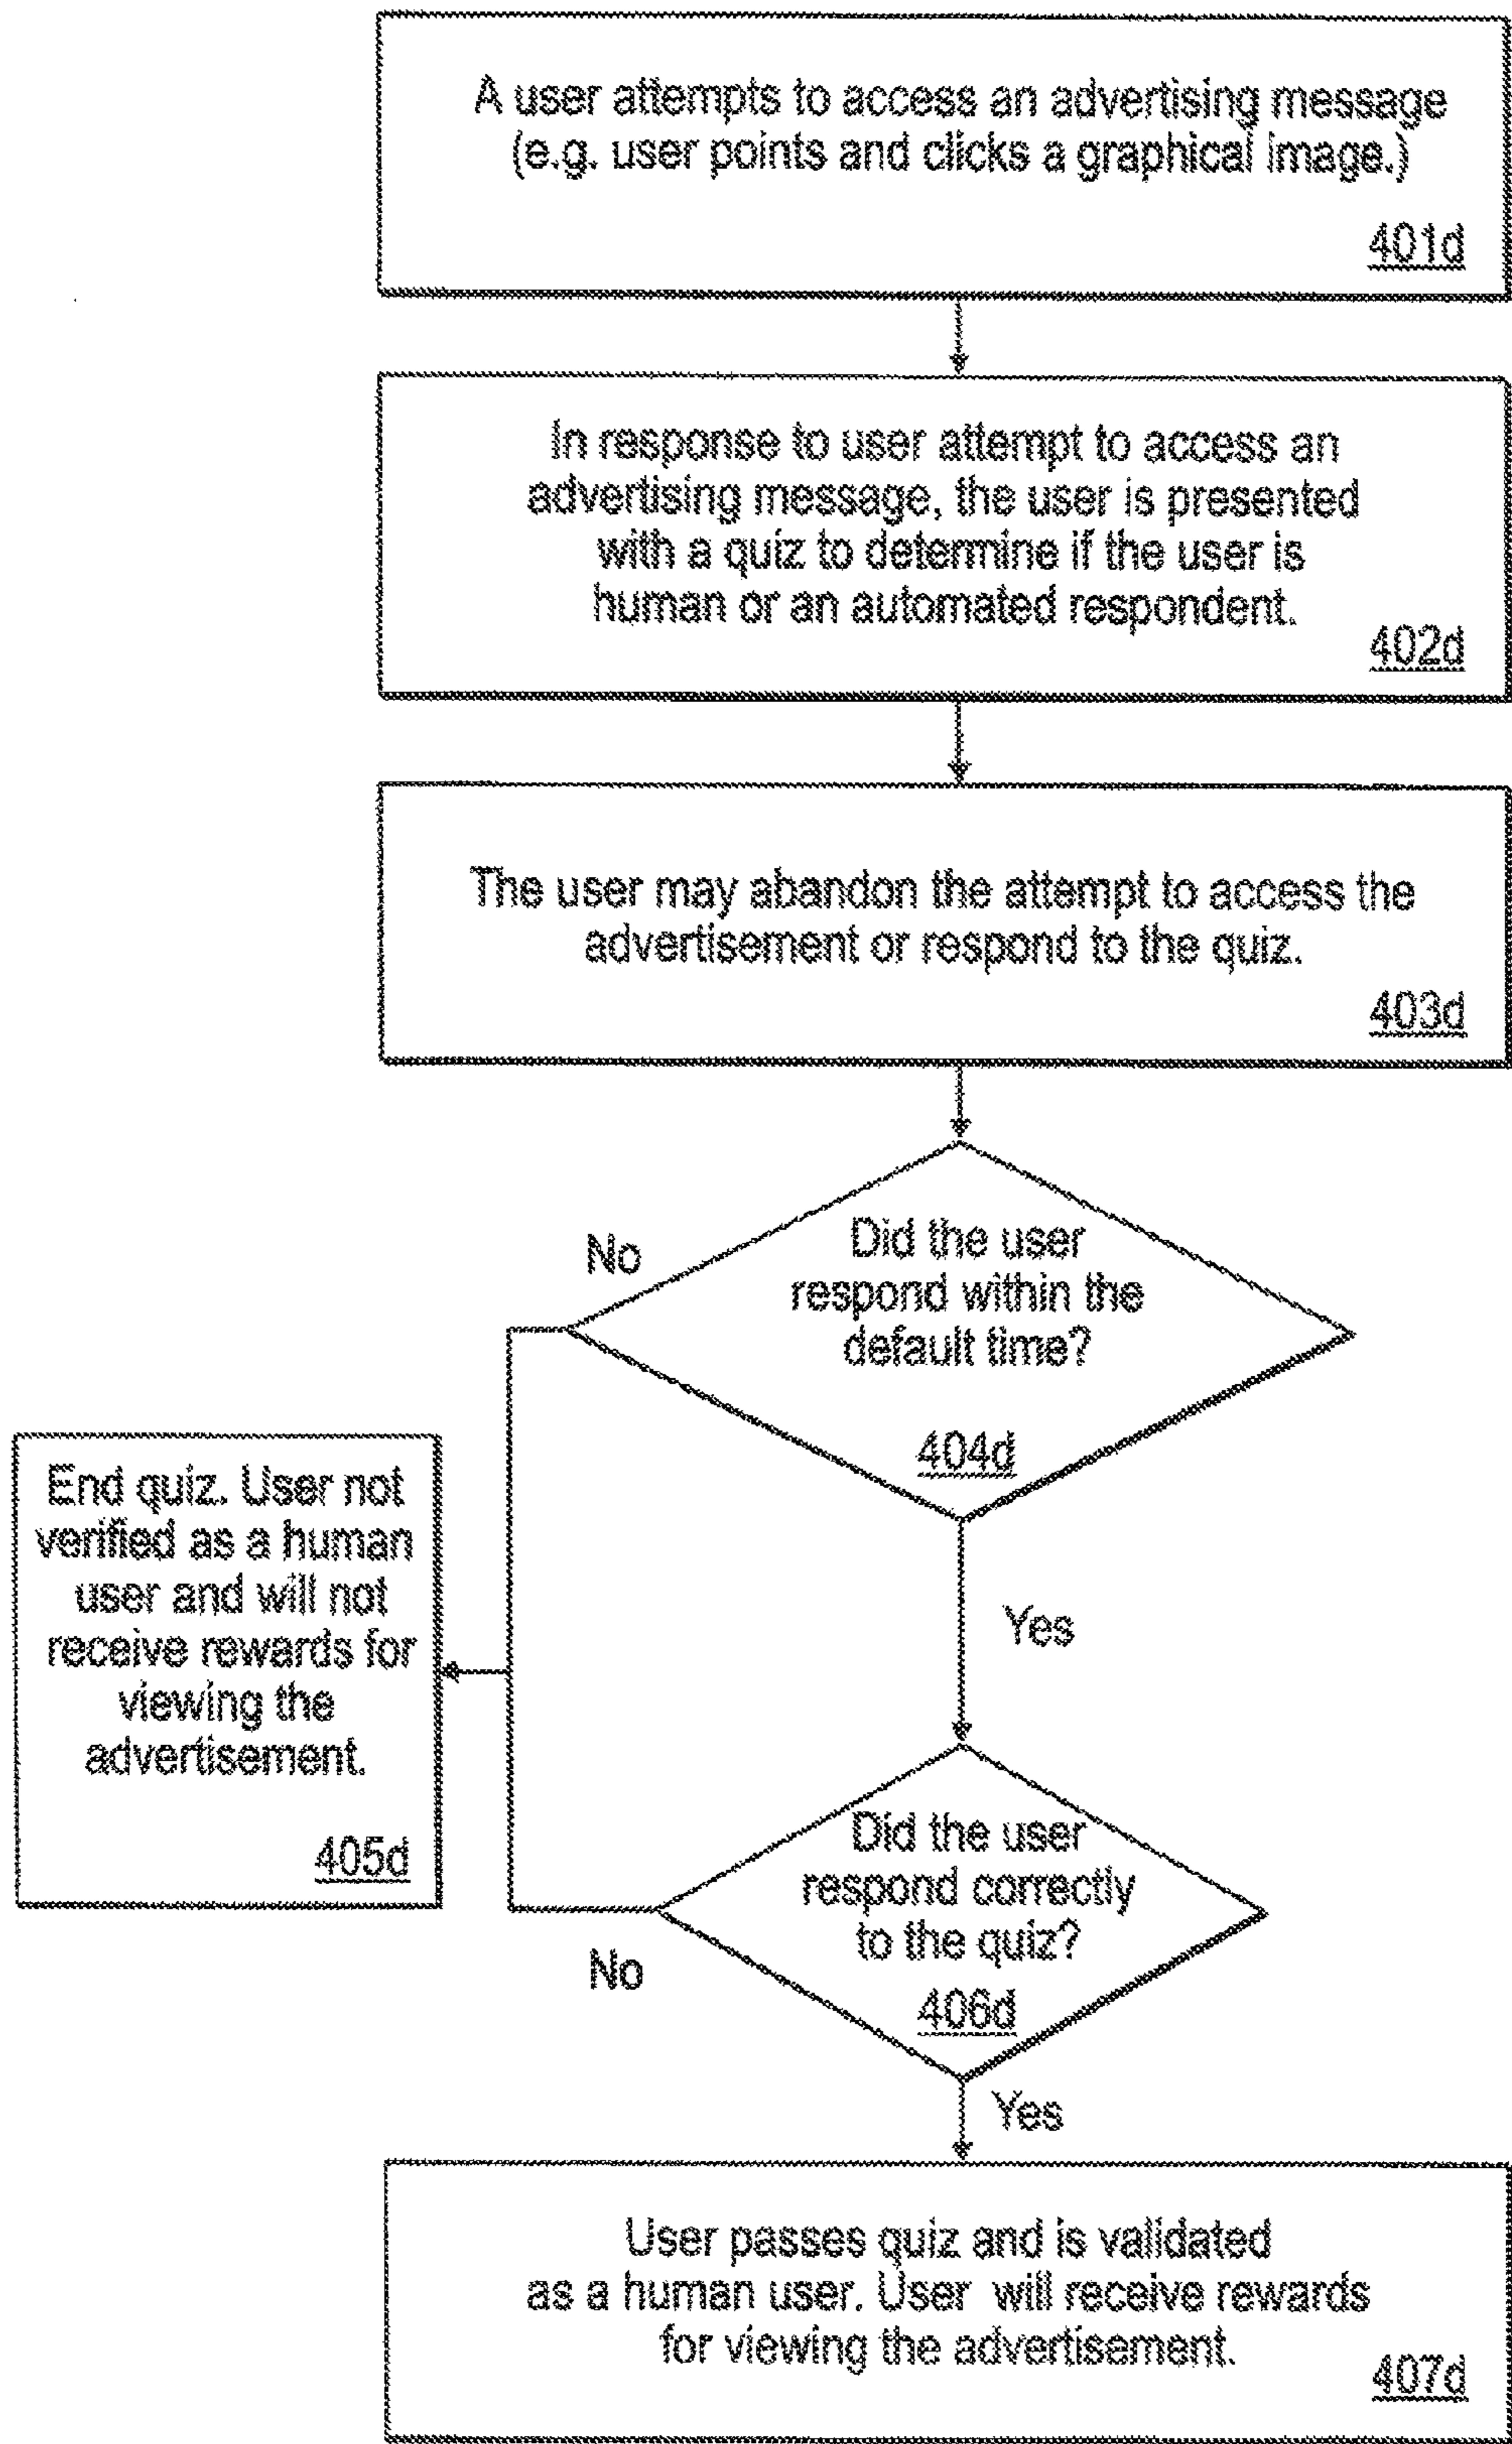 A user attempts to access an advertising message
(e.g. user points and clicks a graphical image.)
401d
In response to user attempt to access an
advertising message, the user is presented
with a quiz to determine if the user is
human or an automated respondent.
402d
The user may abandon the attempt to access the
advertisement or respond to the quiz.
403d
No
Did the user
respond within the
default time?
404d
End quiz. User not
verified as a human
user and will not
receive rewards for
viewing the
advertisement.
405d
Yes
Did the user
respond correctly
to the quiz?
406d
No
Yes
User passes quiz and is validated
as a human user. User will receive rewards
for viewing the advertisement.
407d